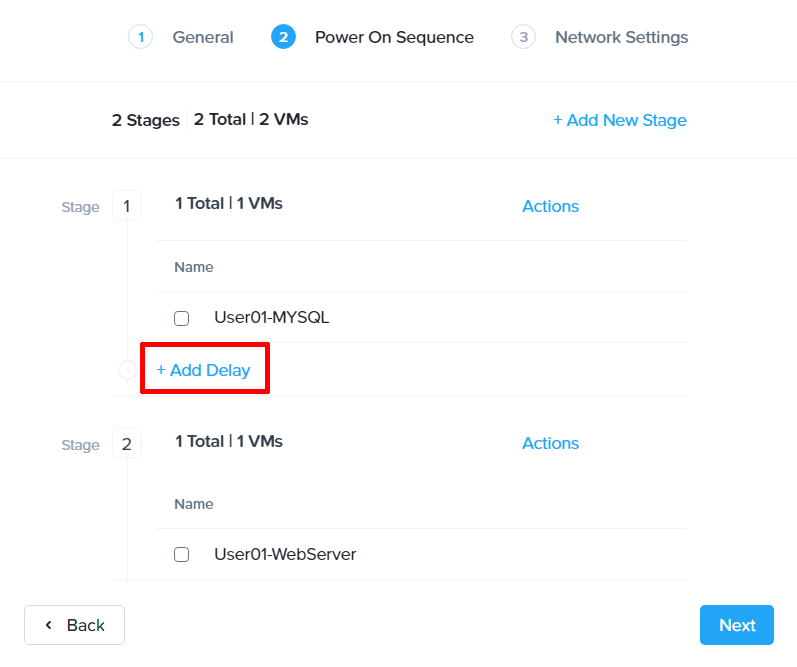 1 General 2 Power On Sequence 3 Network Settings
2 Stages 2 Total | 2 VMs + Add New Stage
Stage 1 1 Total | 1 VMs Actions
Name
User01-MYSQL
+ Add Delay
Stage 2 1 Total | 1 VMs Actions
Name
User01-WebServer
Back Next